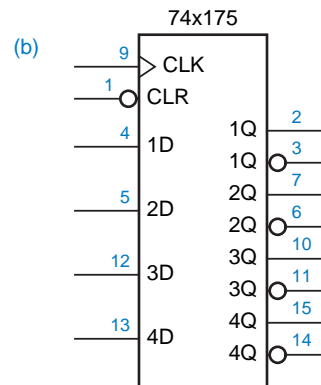 74x175
(b)
9 CLK
1 CLR
4 1D
1Q 2
1Q 3
5 2D
2Q 7
2Q 6
12 3D
3Q 10
3Q 11
13 4D
4Q 15
4Q 14